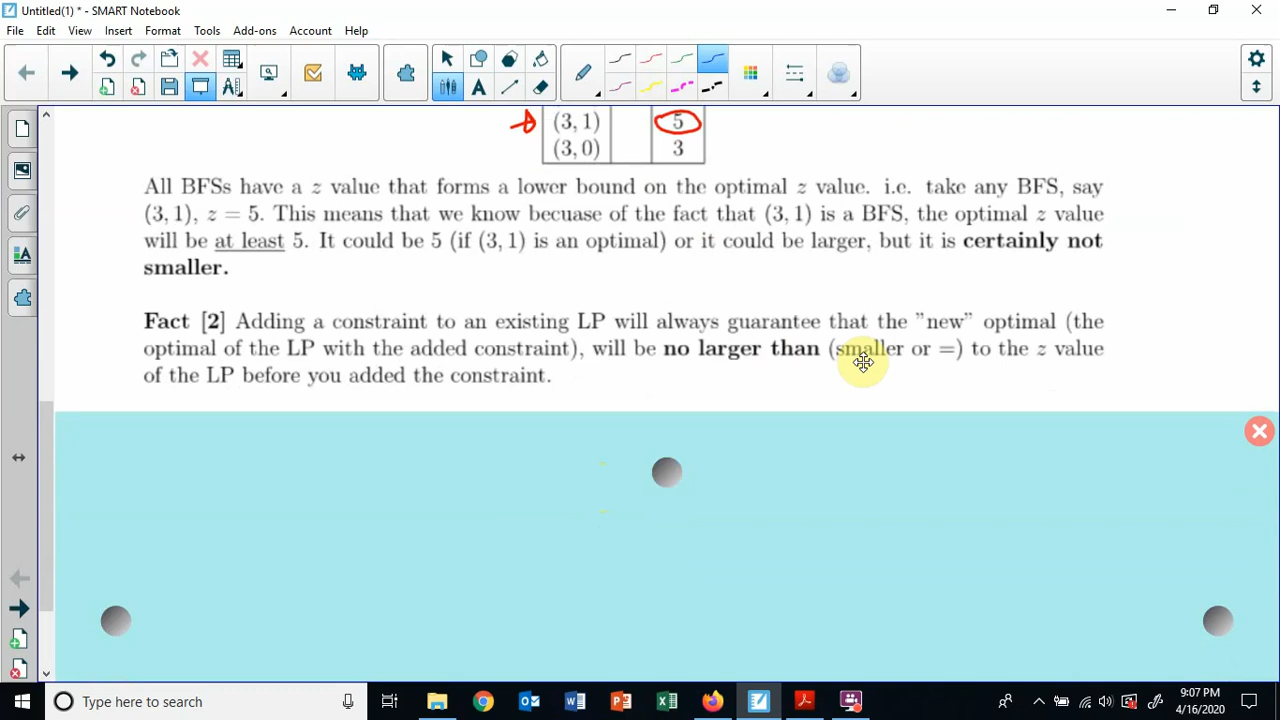 Untitled(1) * - SMART Notebook
File Edit View Insert Format Tools Add-ons Account Help
A
(3, 1) 5
(3, 0) 3
All BFSs have a z value that forms a lower bound on the optimal z value. i.e. take any BFS, say
(3, 1), z = 5. This means that we know becuase of the fact that (3, 1) is a BFS, the optimal z value
will be at least 5. It could be 5 (if (3, 1) is an optimal) or it could be larger, but it is certainly not
smaller.
Fact [2] Adding a constraint to an existing LP will always guarantee that the "new" optimal (the
optimal of the LP with the added constraint), will be no larger than (smaller or =) to the z value
of the LP before you added the constraint.
Type here to search
9:07 PM
4/16/2020